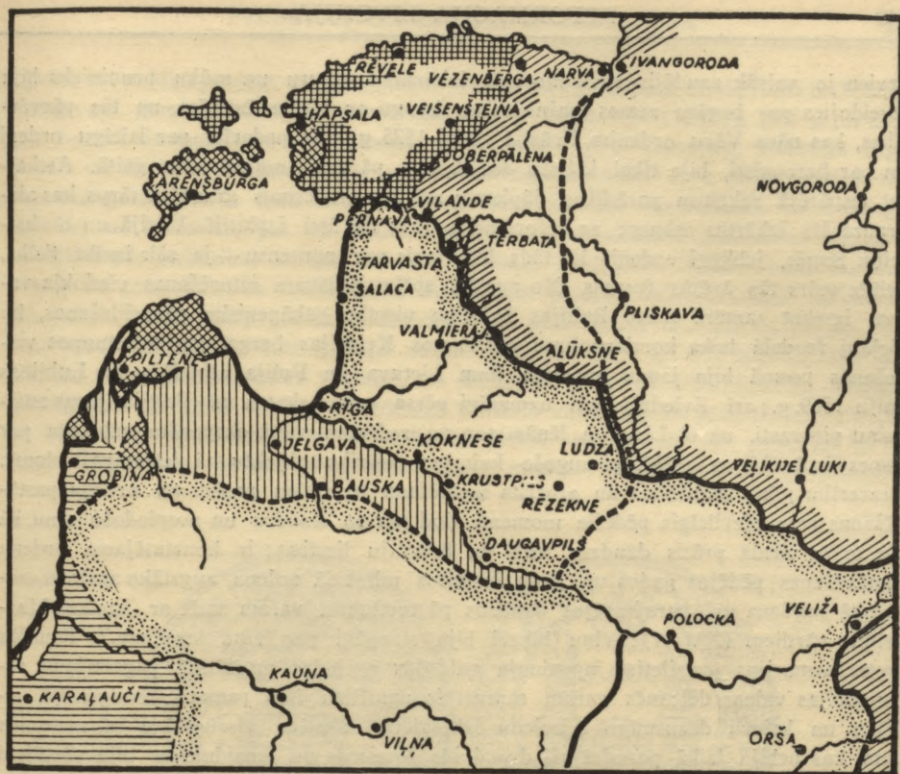 RĒVELE
VEZENBERGA
NARVA
IVANGORODA
HAPSALA
VEISENŠTEINA
OBERPĀLENA
NOVGORODA
ARENSBURGA
PERNAVA
VILANDE
TĒRBATA
TARVASTA
SALACA
PLISKAVA
VALMIERA
ALŪKSNE
PILTENE
RĪGA
JELGAVA
KOKNESE
LUDZA
VELIKIJE LUKI
GROBIŅA
BAUSKA
KRUSTPILS
RĒZEKNE
DAUGAVPILS
POLOCKA
VELIŽA
KARAĻAUČI
KAUNA
VIĻŅA
ORŠA